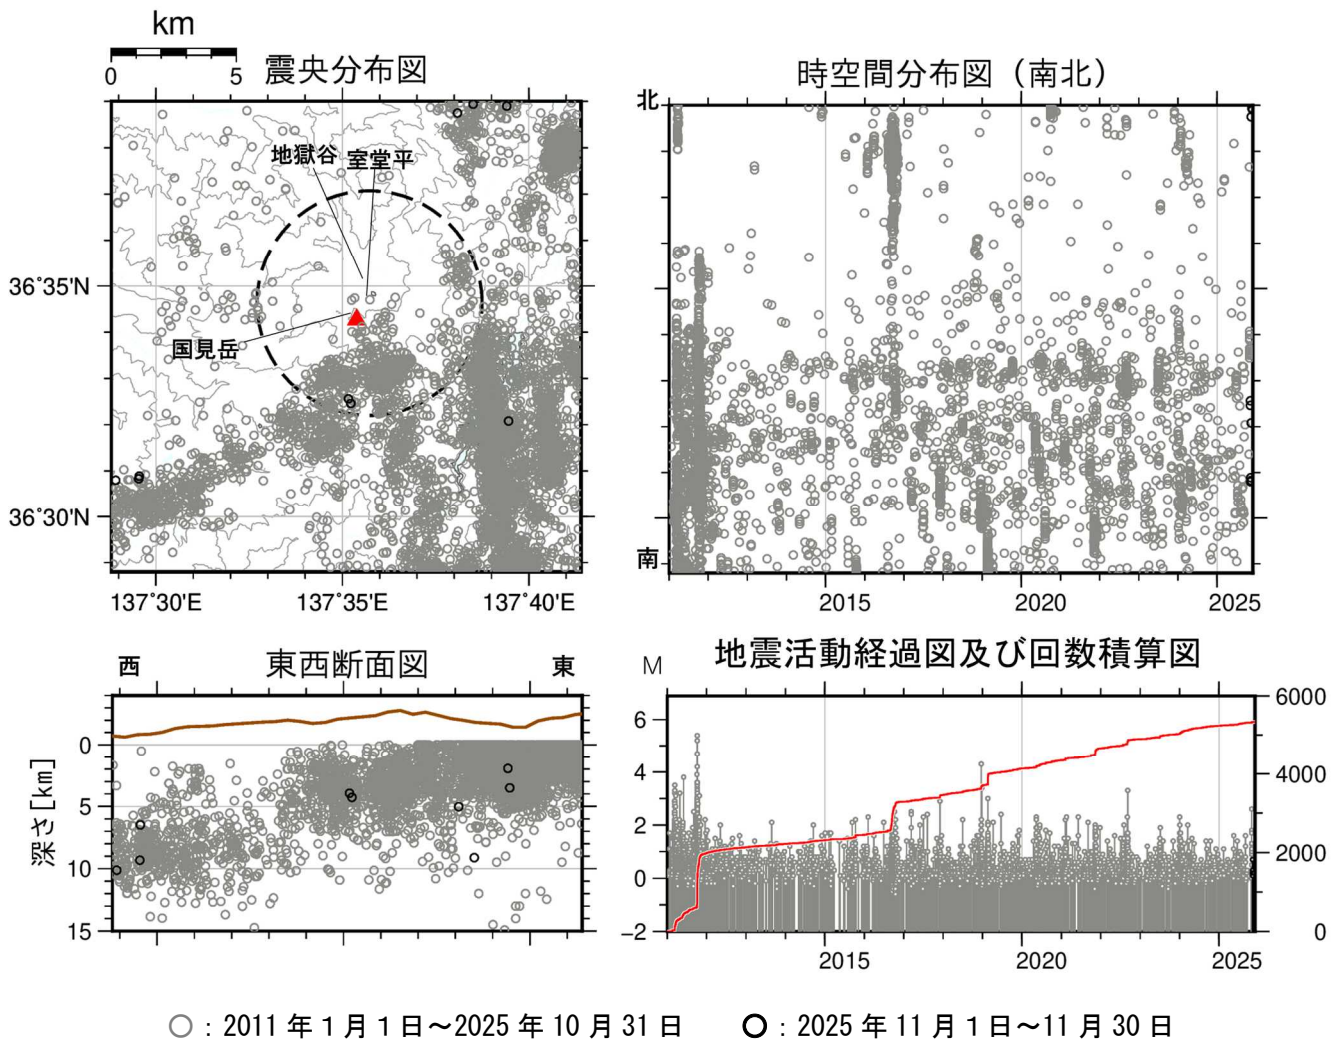 km
0 5
震央分布図
時空間分布図（南北）
北
地獄谷 室堂平
36°35'N
国見岳
36°30'N
南
137°30'E 137°35'E 137°40'E
2015 2020 2025
西 東西断面図 東
M 地震活動経過図及び回数積算図
深さ[km]
0
5
10
15
6
4
2
0
−2
6000
4000
2000
0
2015 2020 2025
○：2011 年 1 月 1 日～2025 年 10 月 31 日 ○：2025 年 11 月 1 日～11 月 30 日